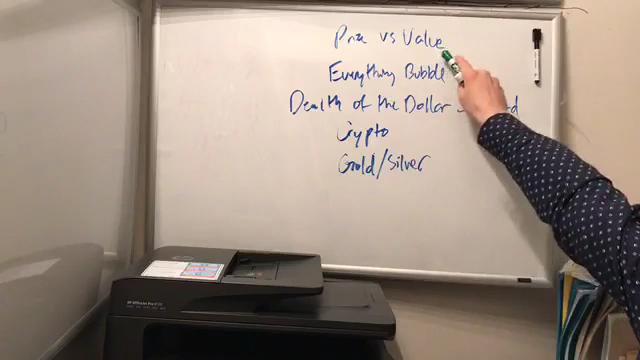 Price vs Value
Everything Bubble
Death of the Dollar
Crypto
Gold/Silver